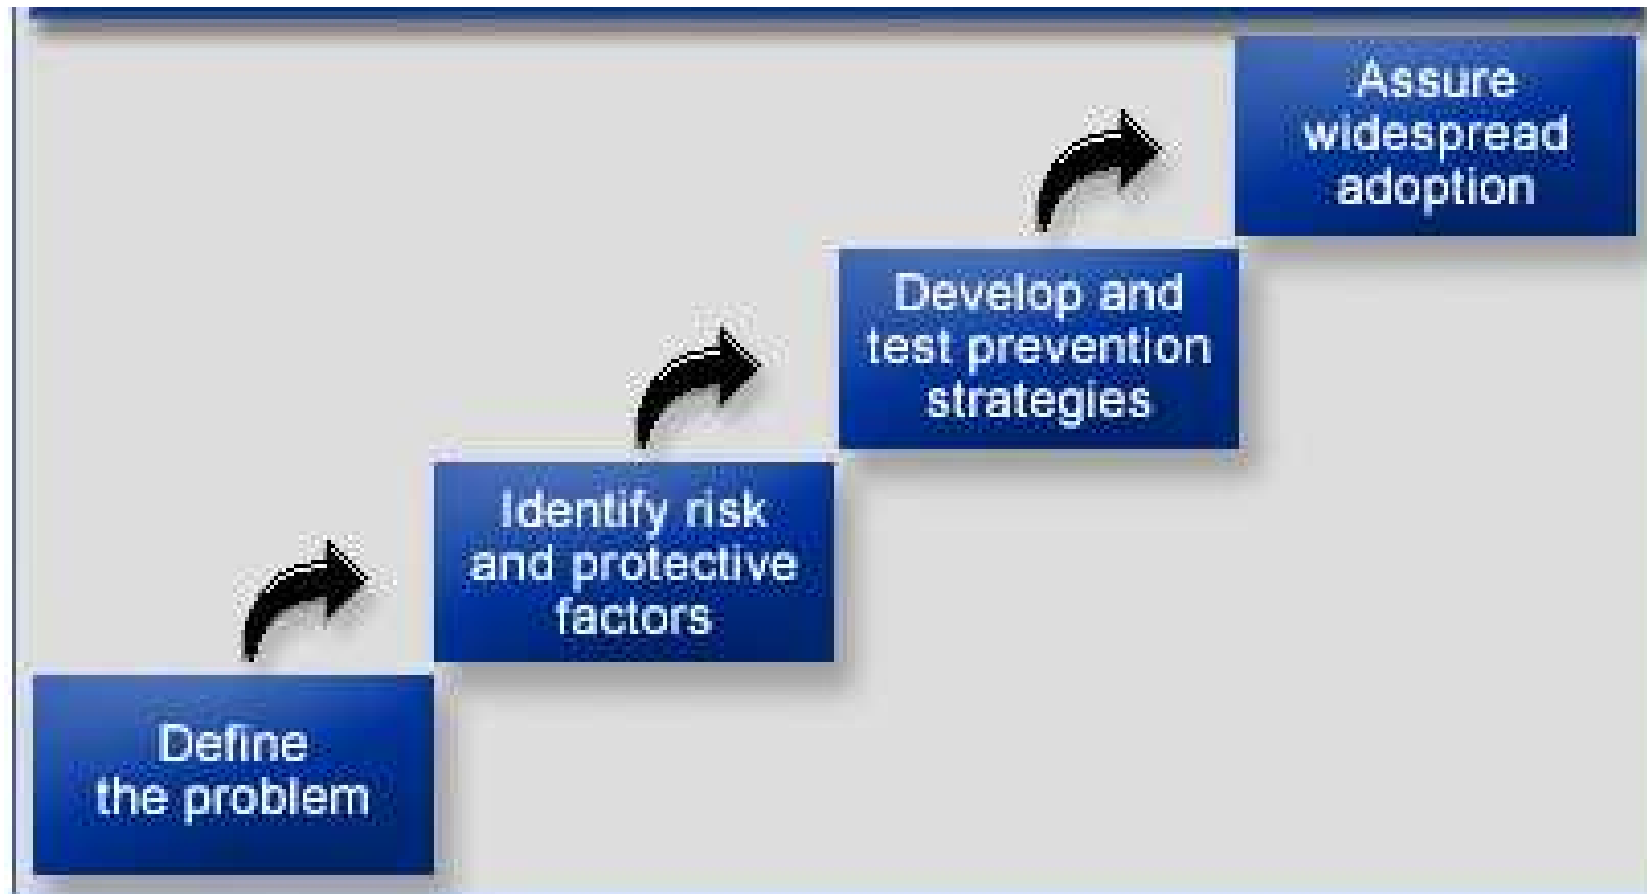 Assure
widespread
adoption
Develop and
test prevention
strategies
Identify risk
and protective
factors
Define
the problem